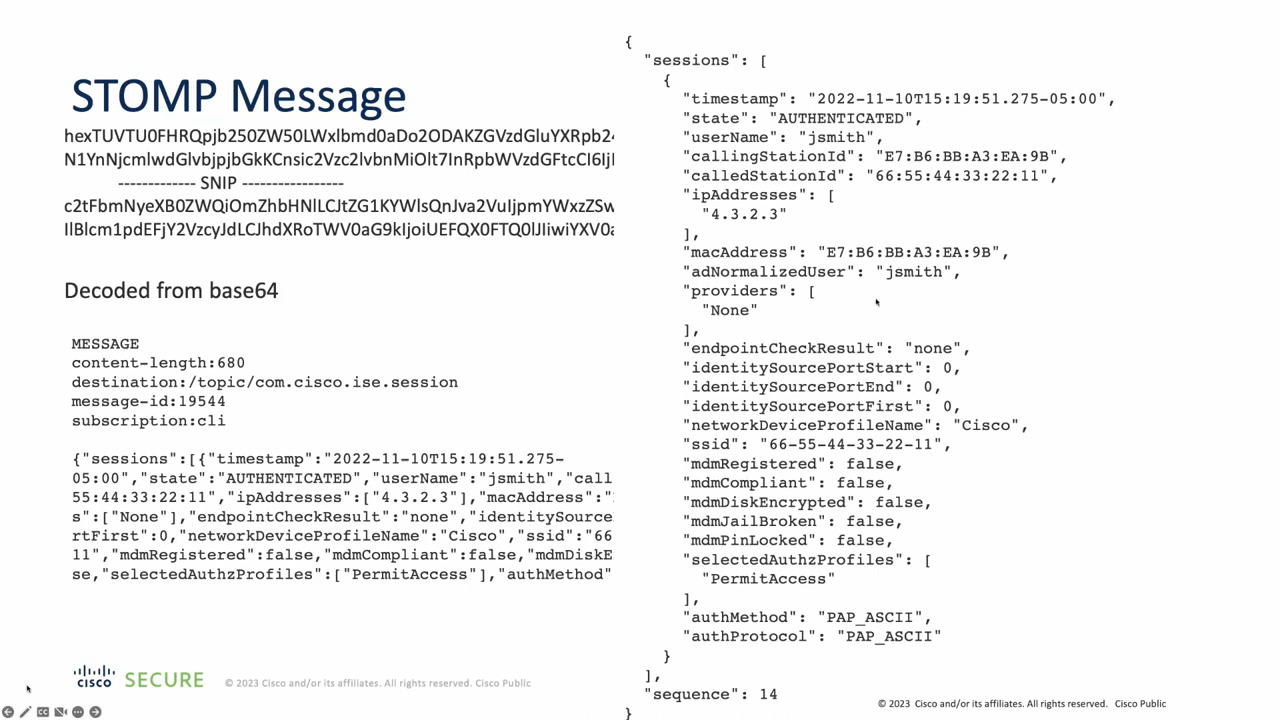 STOMP Message
hexTUVTU0FHRQpjb250ZW50LWxlbmd0aDo2ODAKZGVzdGluYXRpb24
N1YnNjcmlwdGlvbjpjbGkKCnsic2Vzc2lvbnMiOlt7InRpbWVzdGFtcCI6Ijl
------------- SNIP -----------------
c2tFbmNyeXB0ZWQiOmZhbHNlLCJtZG1KYWlsQnJva2VuIjpmYWxzZSw
IlBlcm1pdEFjY2VzcyJdLCJhdXRoTWV0aG9kIjoiUEFQX0FTQ0lJIiwiYXV0a
Decoded from base64
MESSAGE
content-length:680
destination:/topic/com.cisco.ise.session
message-id:19544
subscription:cli
{"sessions":[{"timestamp":"2022-11-10T15:19:51.275-
05:00","state":"AUTHENTICATED","userName":"jsmith","call
55:44:33:22:11","ipAddresses":["4.3.2.3"],"macAddress":"
s":["None"],"endpointCheckResult":"none","identitySource
rtFirst":0,"networkDeviceProfileName":"Cisco","ssid":"66
11","mdmRegistered":false,"mdmCompliant":false,"mdmDiskE
se,"selectedAuthzProfiles":["PermitAccess"],"authMethod"
CISCO SECURE © 2023 Cisco and/or its affiliates. All rights reserved. Cisco Public
{
"sessions": [
{
"timestamp": "2022-11-10T15:19:51.275-05:00",
"state": "AUTHENTICATED",
"userName": "jsmith",
"callingStationId": "E7:B6:BB:A3:EA:9B",
"calledStationId": "66:55:44:33:22:11",
"ipAddresses": [
"4.3.2.3"
],
"macAddress": "E7:B6:BB:A3:EA:9B",
"adNormalizedUser": "jsmith",
"providers": [
"None"
],
"endpointCheckResult": "none",
"identitySourcePortStart": 0,
"identitySourcePortEnd": 0,
"identitySourcePortFirst": 0,
"networkDeviceProfileName": "Cisco",
"ssid": "66-55-44-33-22-11",
"mdmRegistered": false,
"mdmCompliant": false,
"mdmDiskEncrypted": false,
"mdmJailBroken": false,
"mdmPinLocked": false,
"selectedAuthzProfiles": [
"PermitAccess"
],
"authMethod": "PAP_ASCII",
"authProtocol": "PAP_ASCII"
}
],
"sequence": 14
}
© 2023 Cisco and/or its affiliates. All rights reserved. Cisco Public